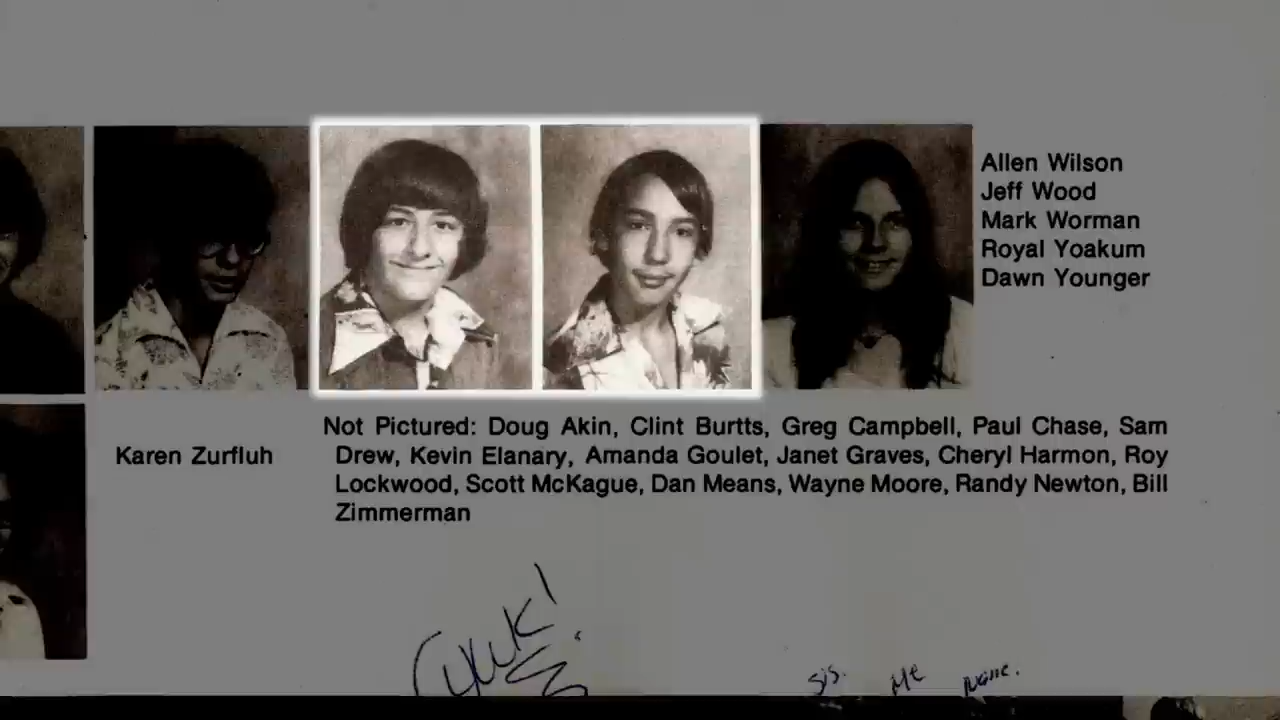 Allen Wilson
Jeff Wood
Mark Worman
Royal Yoakum
Dawn Younger
Karen Zurfluh
Not Pictured: Doug Akin, Clint Burtts, Greg Campbell, Paul Chase, Sam
Drew, Kevin Elanary, Amanda Goulet, Janet Graves, Cheryl Harmon, Roy
Lockwood, Scott McKague, Dan Means, Wayne Moore, Randy Newton, Bill
Zimmerman
sis. Me